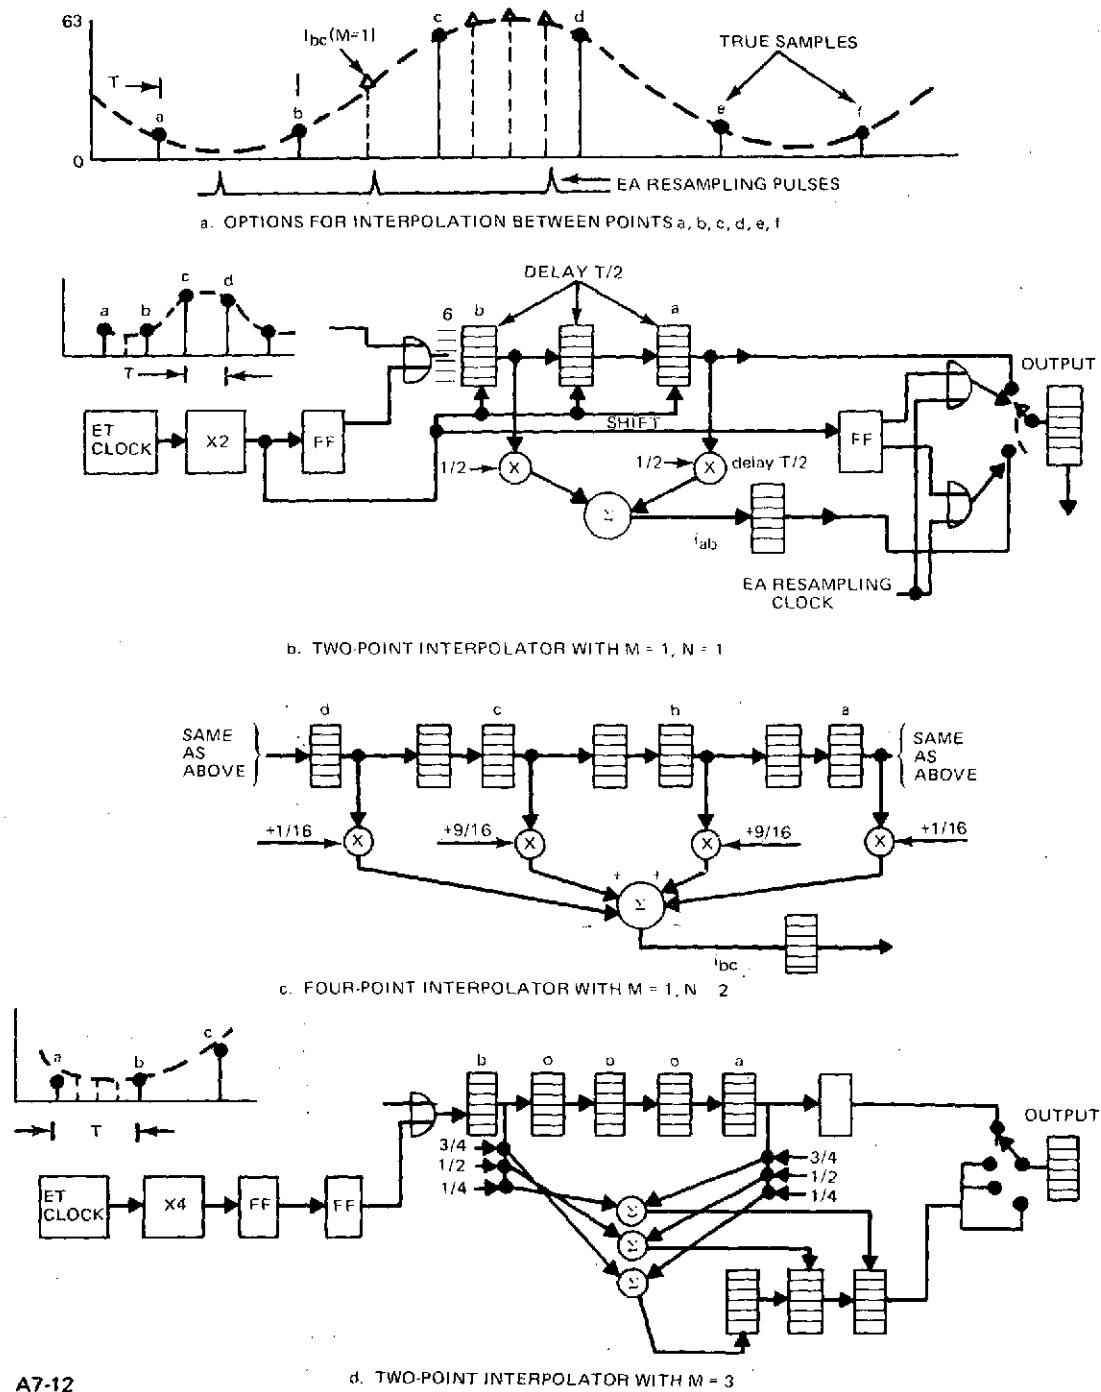 63
I_bc(M=1)
c
d
TRUE SAMPLES
T
a
b
e
f
0
EA RESAMPLING PULSES
a. OPTIONS FOR INTERPOLATION BETWEEN POINTS a, b, c, d, e, f
DELAY T/2
c
d
a
b
6
b
a
T
OUTPUT
ET CLOCK
X2
FF
SHIFT
FF
1/2
X
1/2
X
delay T/2
Σ
i_ab
EA RESAMPLING CLOCK
b. TWO-POINT INTERPOLATOR WITH M = 1, N = 1
d
c
b
a
SAME AS ABOVE
SAME AS ABOVE
+1/16
X
+9/16
X
X
+9/16
X
+1/16
+
+
Σ
−
−
i_bc
c. FOUR-POINT INTERPOLATOR WITH M = 1, N 2
a
b
c
T
b
o
o
o
a
OUTPUT
3/4
1/2
1/4
3/4
1/2
1/4
ET CLOCK
X4
FF
FF
Σ
Σ
Σ
A7-12
d. TWO-POINT INTERPOLATOR WITH M = 3